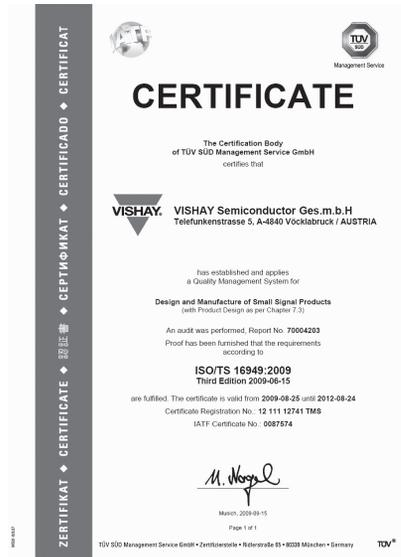 TÜV
SÜD
Management Service
CERTIFICATE
The Certification Body
of TÜV SÜD Management Service GmbH
certifies that
VISHAY.
VISHAY Semiconductor Ges.m.b.H
Telefunkenstrasse 5, A-4840 Vöcklabruck / AUSTRIA
has established and applies
a Quality Management System for
Design and Manufacture of Small Signal Products
(with Product Design as per Chapter 7.3)
An audit was performed, Report No. 70004203
Proof has been furnished that the requirements
according to
ISO/TS 16949:2009
Third Edition 2009-06-15
are fulfilled. The certificate is valid from 2009-08-25 until 2012-08-24
Certificate Registration No.: 12 111 12741 TMS
IATF Certificate No.: 0087574
M. Wegel
Munich, 2009-09-15
Page 1 of 1
TÜV SÜD Management Service GmbH • Zertifizierstelle • Ridlerstraße 65 • 80339 München • Germany
TÜV®
ZERTIFIKAT ◆ CERTIFICATE ◆ 認証書 ◆ СЕРТИФИКАТ ◆ CERTIFICADO ◆ CERTIFICAT